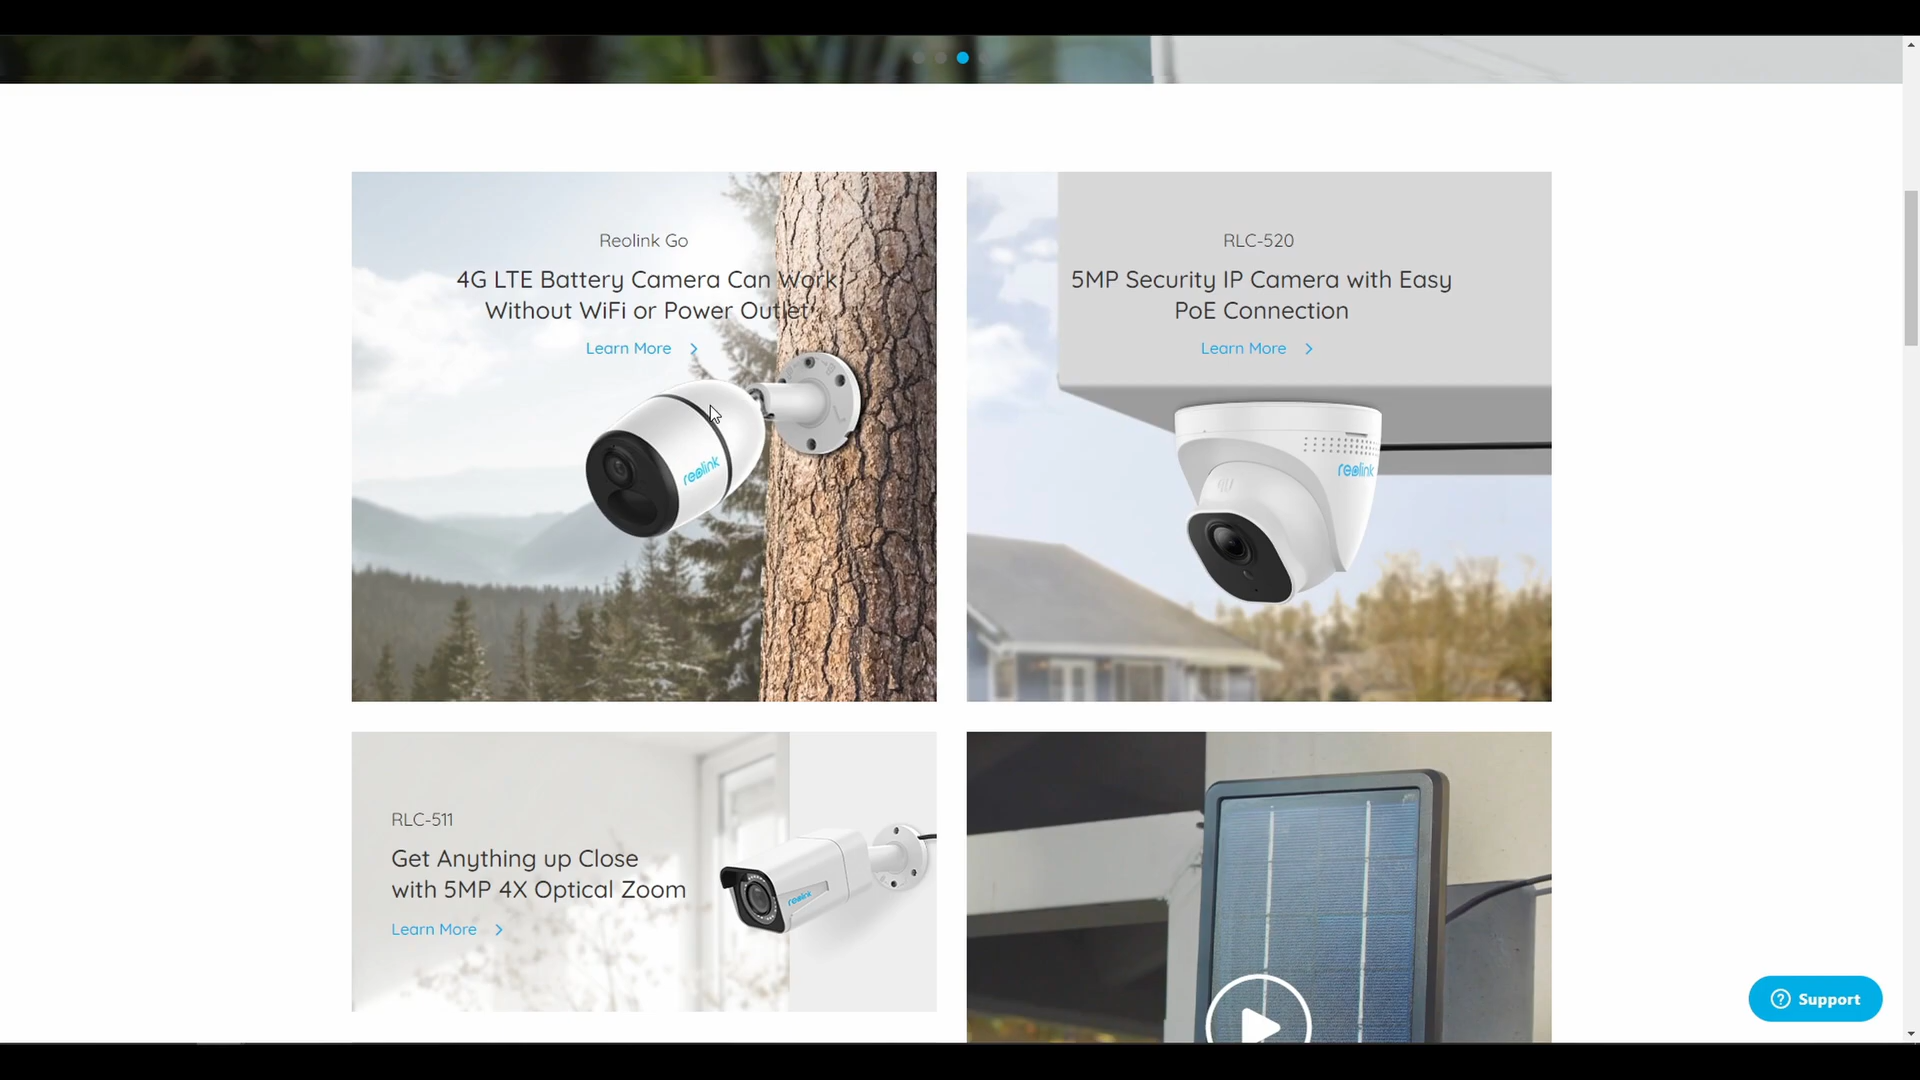 Reolink Go
4G LTE Battery Camera Can Work
Without WiFi or Power Outlet
Learn More
reolink
RLC-520
5MP Security IP Camera with Easy
PoE Connection
Learn More
reolink
RLC-511
Get Anything up Close
with 5MP 4X Optical Zoom
Learn More
reolink
Support